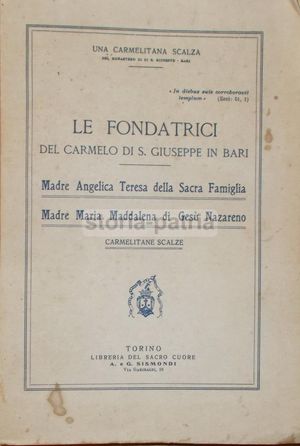 UNA CARMELITANA SCALZA
DEL MONASTERO DI S. GIUSEPPE - BARI
« In diebus suis corroboravit
templum » (Eccl: 51, 1)
LE FONDATRICI
DEL CARMELO DI S. GIUSEPPE IN BARI
Madre Angelica Teresa della Sacra Famiglia
Madre Maria Maddalena di Gesù Nazareno
CARMELITANE SCALZE
storia-patria
TORINO
LIBRERIA DEL SACRO CUORE
A. e G. SISMONDI
VIA GARIBALDI, 18